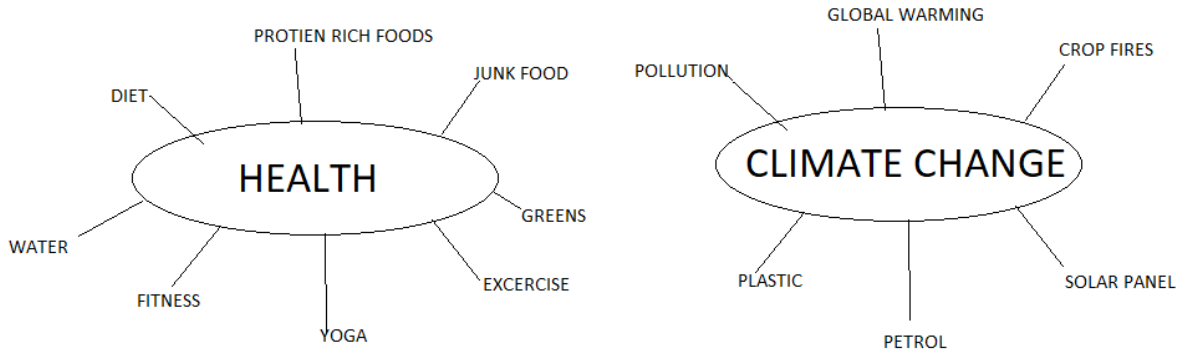 PROTIEN RICH FOODS
JUNK FOOD
DIET
HEALTH
GREENS
WATER
EXCERCISE
FITNESS
YOGA
GLOBAL WARMING
CROP FIRES
POLLUTION
CLIMATE CHANGE
PLASTIC
SOLAR PANEL
PETROL